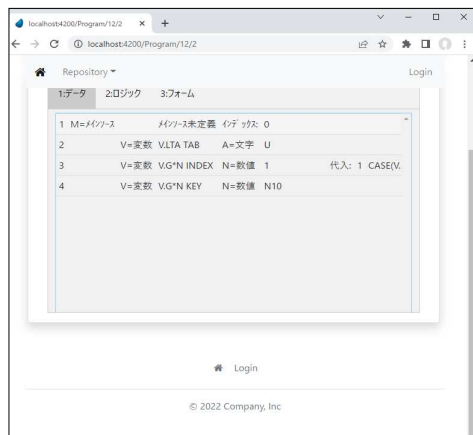 localhost:4200/Program/12/2
localhost:4200/Program/12/2
Repository
Login
1:データ 2:ロジック 3:フォーム
1 M=ﾒｲﾝｿｰｽ ﾒｲﾝｿｰｽ未定義 ｲﾝﾃﾞｯｸｽ: 0
2 V=変数 V.LTA TAB A=文字 U
3 V=変数 V.G*N INDEX N=数値 1 代入: 1 CASE(V.
4 V=変数 V.G*N KEY N=数値 N10
Login
© 2022 Company, Inc